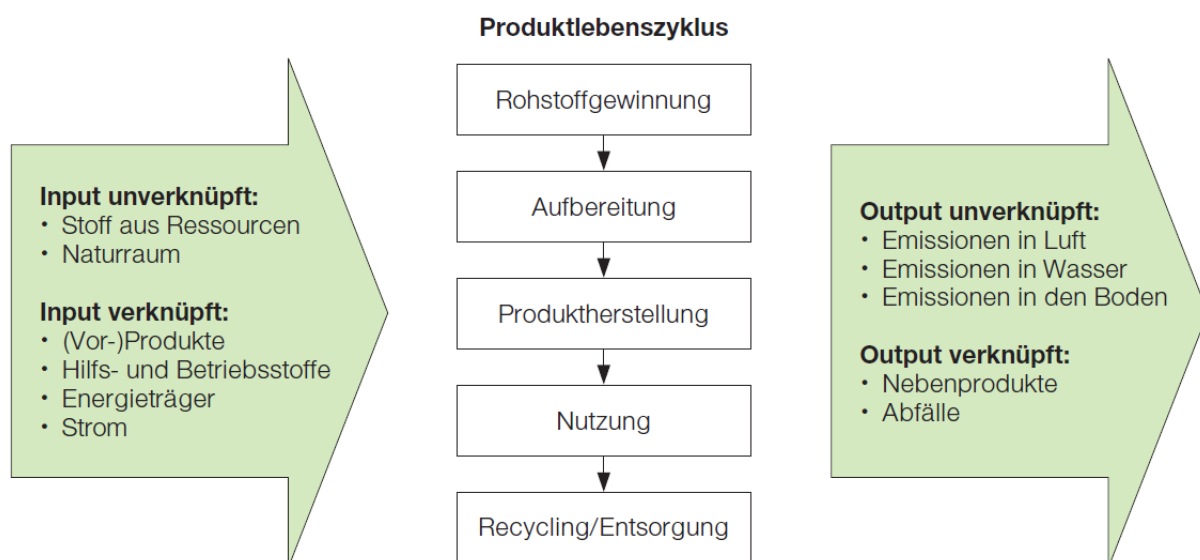 Produktlebenszyklus
Input unverknüpft:
• Stoff aus Ressourcen
• Naturraum
Input verknüpft:
• (Vor-)Produkte
• Hilfs- und Betriebsstoffe
• Energieträger
• Strom
Rohstoffgewinnung
Aufbereitung
Produktherstellung
Nutzung
Recycling/Entsorgung
Output unverknüpft:
• Emissionen in Luft
• Emissionen in Wasser
• Emissionen in den Boden
Output verknüpft:
• Nebenprodukte
• Abfälle